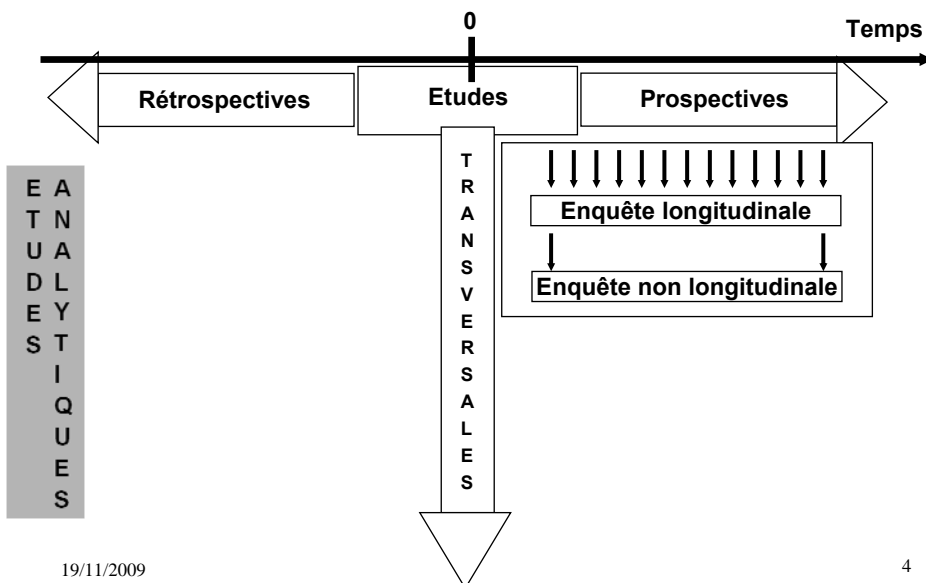 0
Temps
Rétrospectives
Etudes
Prospectives
TRANSVERSALES
Enquête longitudinale
Enquête non longitudinale
ETUDES
ANALYTIQUES
19/11/2009
4